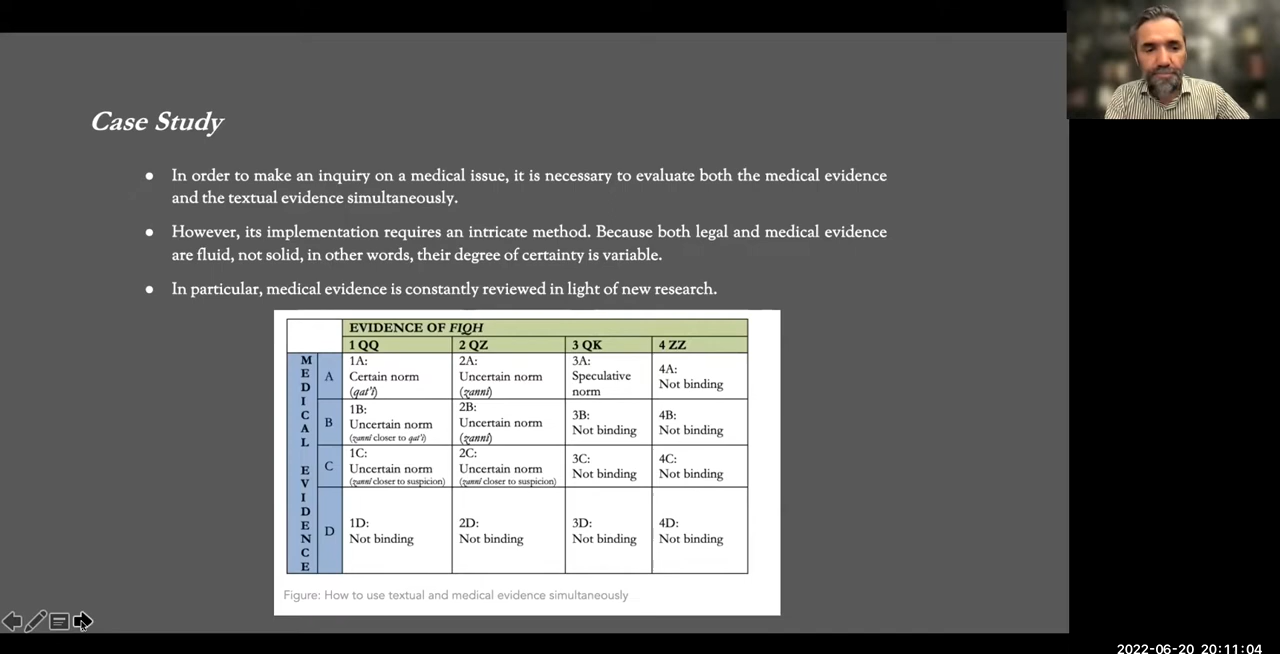 Case Study
● In order to make an inquiry on a medical issue, it is necessary to evaluate both the medical evidence
and the textual evidence simultaneously.
● However, its implementation requires an intricate method. Because both legal and medical evidence
are fluid, not solid, in other words, their degree of certainty is variable.
● In particular, medical evidence is constantly reviewed in light of new research.
EVIDENCE OF FIQH
1 QQ 2 QZ 3 QK 4 ZZ
MEDICAL EVIDENCE
A
1A:
Certain norm
(qat'î)
2A:
Uncertain norm
(ẓannî)
3A:
Speculative
norm
4A:
Not binding
B
1B:
Uncertain norm
(ẓannî closer to qat'î)
2B:
Uncertain norm
(ẓannî)
3B:
Not binding
4B:
Not binding
C
1C:
Uncertain norm
(ẓannî closer to suspicion)
2C:
Uncertain norm
(ẓannî closer to suspicion)
3C:
Not binding
4C:
Not binding
D
1D:
Not binding
2D:
Not binding
3D:
Not binding
4D:
Not binding
Figure: How to use textual and medical evidence simultaneously
2022-06-20 20:11:04